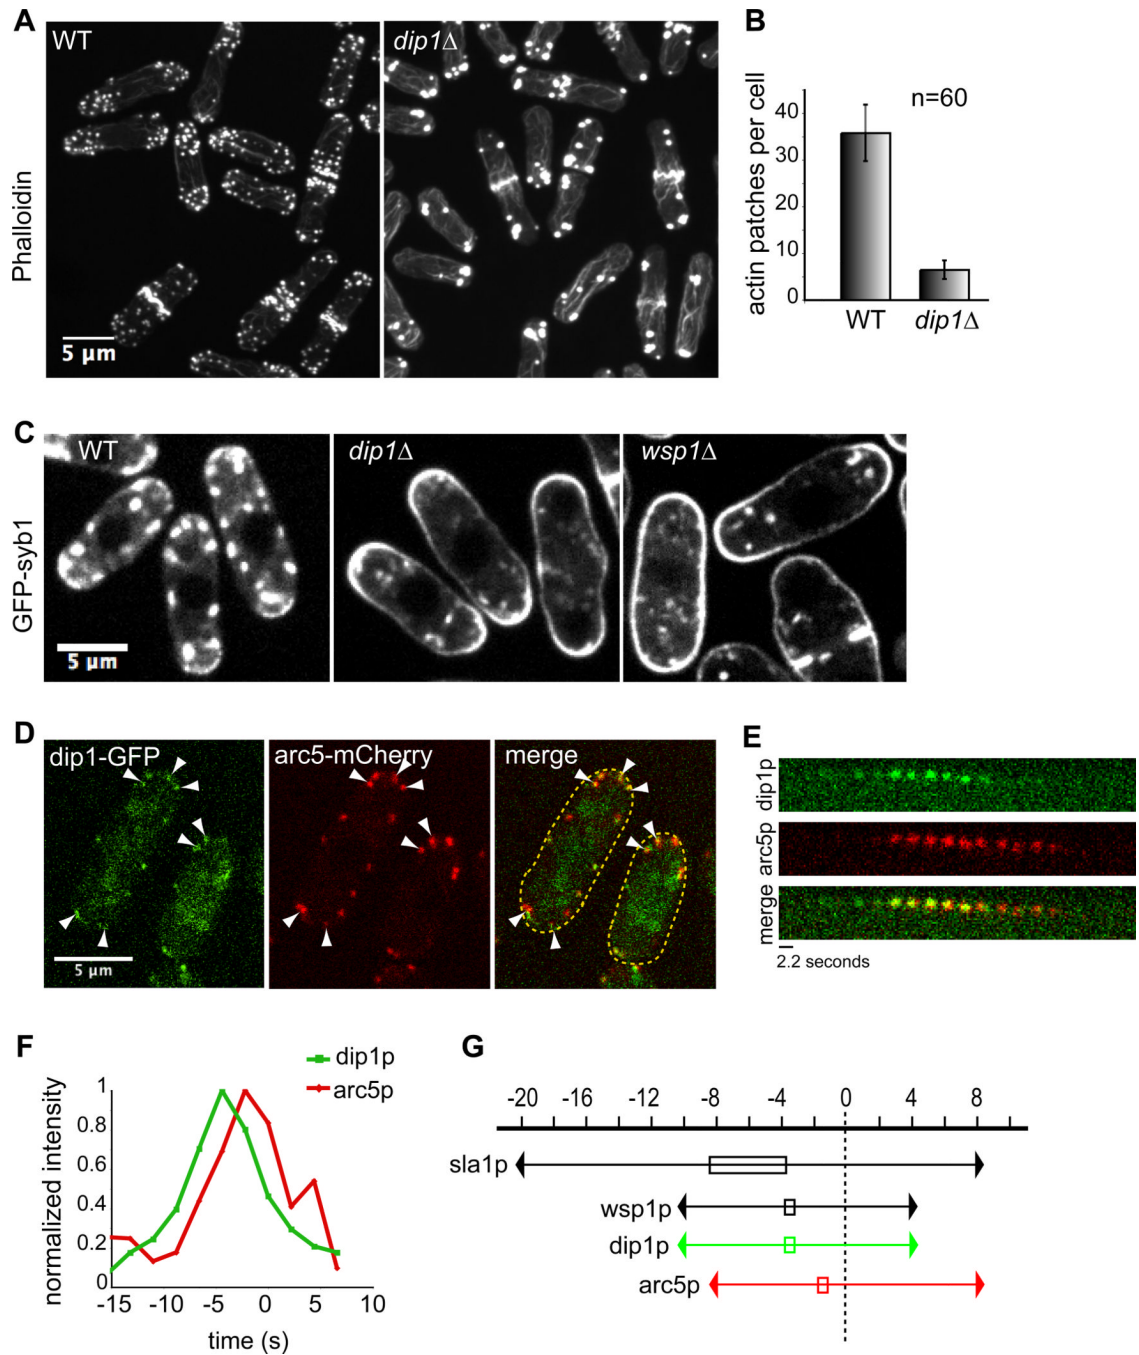 A
WT
dip1Δ
Phalloidin
5 µm
B
n=60
actin patches per cell
40
30
20
10
0
WT
dip1Δ
C
WT
dip1Δ
wsp1Δ
GFP-syb1
5 µm
D
dip1-GFP
arc5-mCherry
merge
5 µm
E
dip1p
arc5p
merge
2.2 seconds
F
dip1p
arc5p
normalized intensity
1
0.8
0.6
0.4
0.2
0
-15 -10 -5 0 5 10
time (s)
G
-20 -16 -12 -8 -4 0 4 8
sla1p
wsp1p
dip1p
arc5p